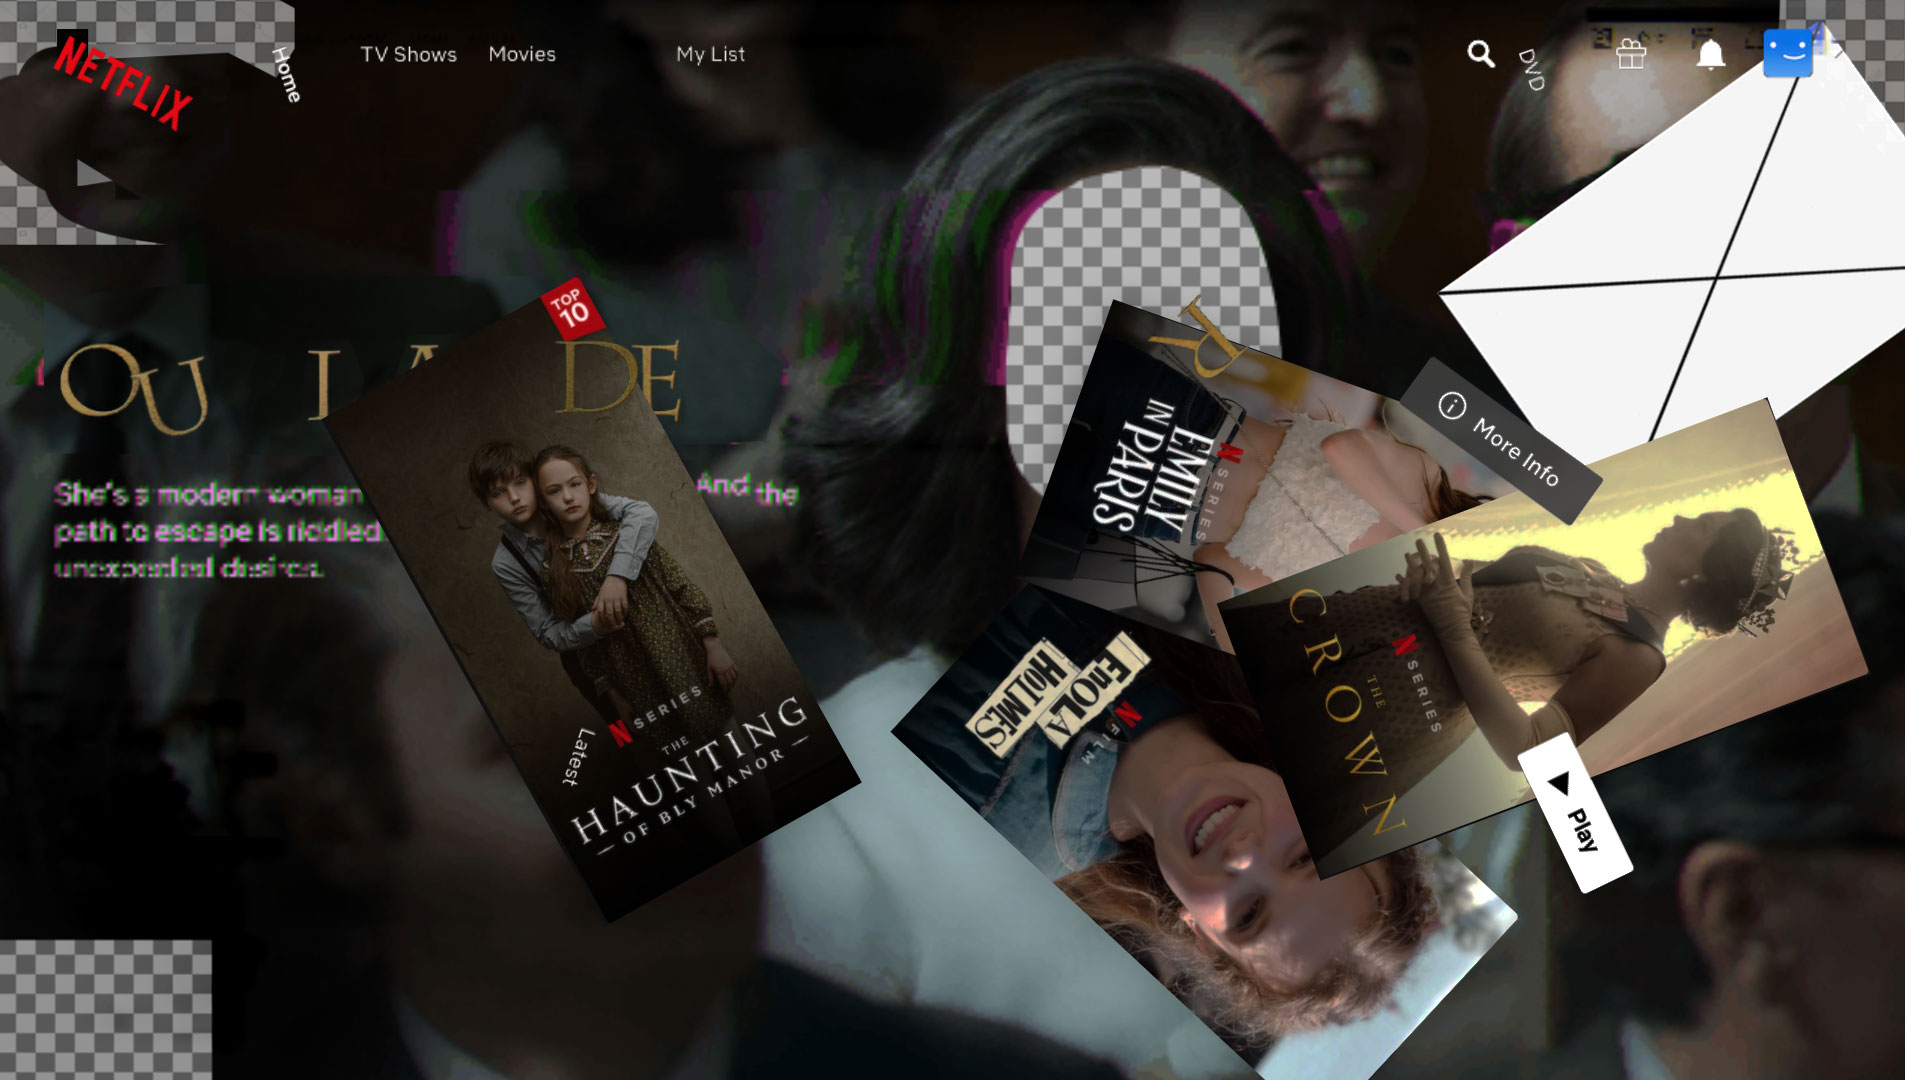 NETFLIX
Home
TV Shows
Movies
My List
DVD
TOP
10
OU
DE
R
She's a modern woman
And the
path to escape is riddled
unexpected desires.
EMILY
IN PARIS
N SERIES
More Info
N SERIES
THE
CROWN
ENOLA
HOLMES
N FILM
Latest
N SERIES
THE
HAUNTING
OF BLY MANOR
Play